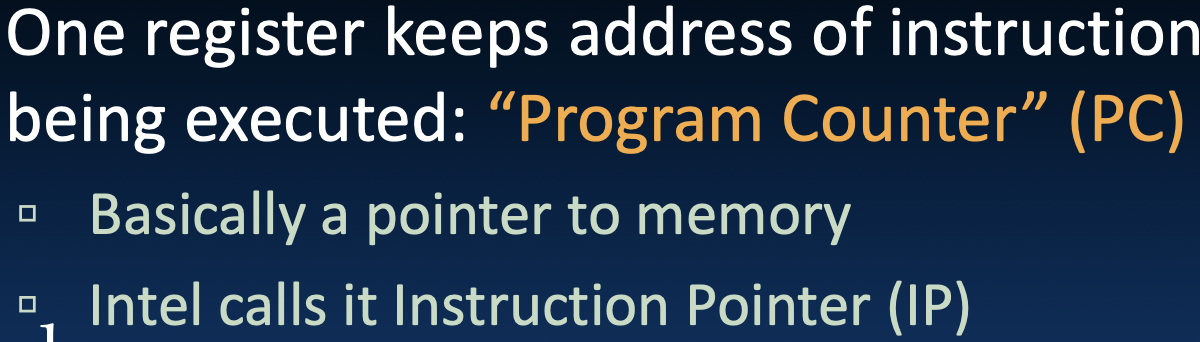 One register keeps address of instruction
being executed: “Program Counter” (PC)
▫ Basically a pointer to memory
▫ Intel calls it Instruction Pointer (IP)